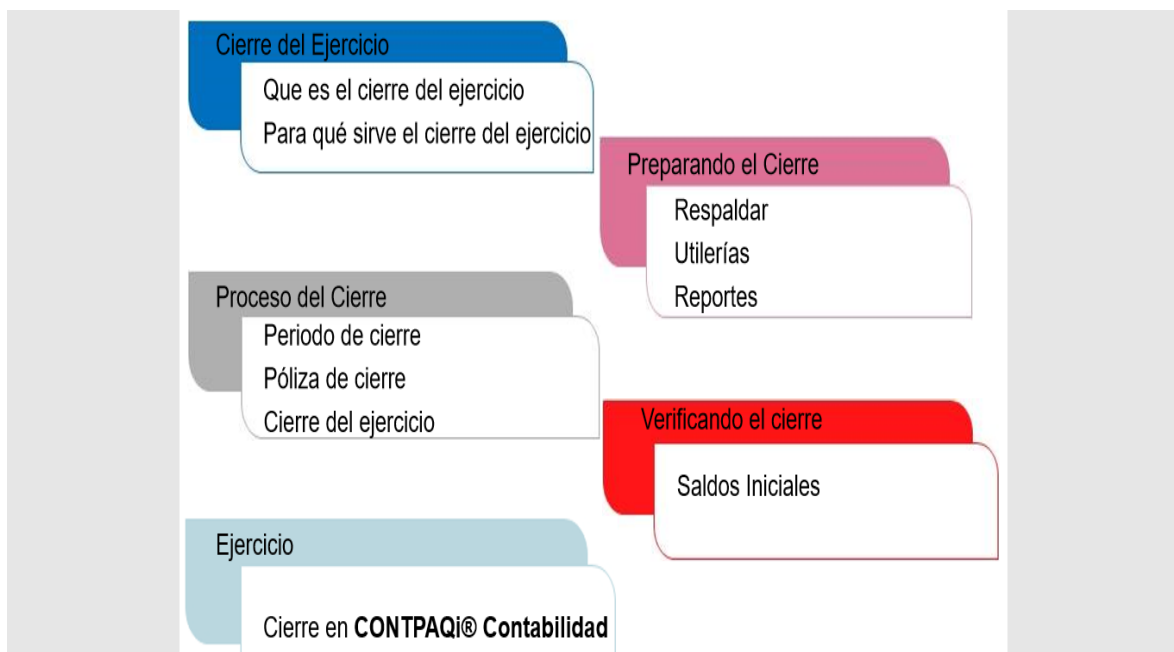 Cierre del Ejercicio
Que es el cierre del ejercicio
Para qué sirve el cierre del ejercicio
Preparando el Cierre
Respaldar
Utilerías
Reportes
Proceso del Cierre
Periodo de cierre
Póliza de cierre
Cierre del ejercicio
Verificando el cierre
Saldos Iniciales
Ejercicio
Cierre en CONTPAQi® Contabilidad